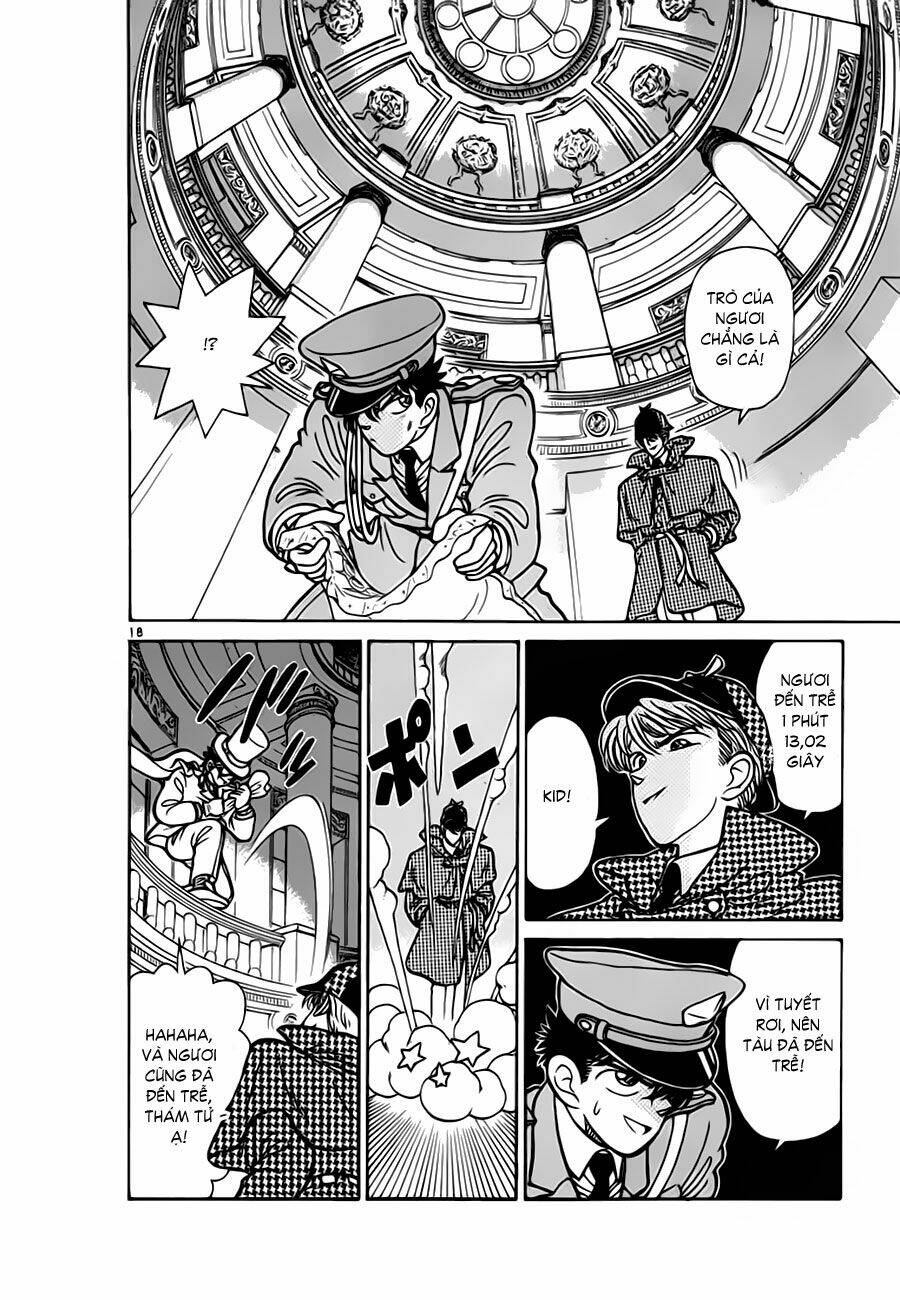 TRÒ CỦA
NGƯƠI
CHẲNG LÀ
GÌ CẢ!
!?
18
NGƯƠI
ĐẾN TRỄ
1 PHÚT
13,02
GIÂY
KID!
VÌ TUYẾT
RƠI, NÊN
TÀU ĐÃ ĐẾN
TRỄ!
ポン
HAHAHA,
VÀ NGƯƠI
CŨNG ĐÃ
ĐẾN TRỄ,
THÁM TỬ
Ạ!